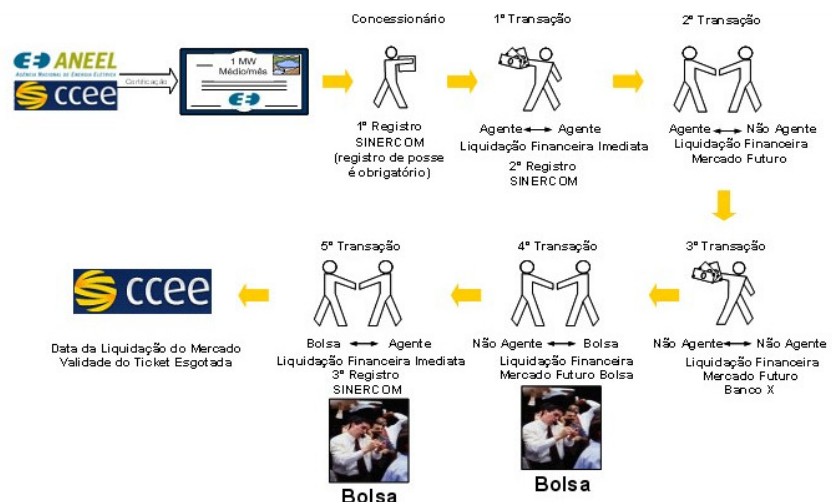 ANEEL
AGÊNCIA NACIONAL DE ENERGIA ELÉTRICA
ccee
Certificação
1 MW
Médio/mês
Concessionário
1º Registro
SINERCOM
(registro de posse
é obrigatório)
1ª Transação
Agente Agente
Liquidação Financeira Imediata
2º Registro
SINERCOM
2ª Transação
Agente Não Agente
Liquidação Financeira
Mercado Futuro
3ª Transação
Não Agente Não Agente
Liquidação Financeira
Mercado Futuro
Banco X
4ª Transação
Não Agente Bolsa
Liquidação Financeira
Mercado Futuro Bolsa
Bolsa
5ª Transação
Bolsa Agente
Liquidação Financeira Imediata
3º Registro
SINERCOM
Bolsa
ccee
Data da Liquidação do Mercado
Validade do Ticket Esgotada